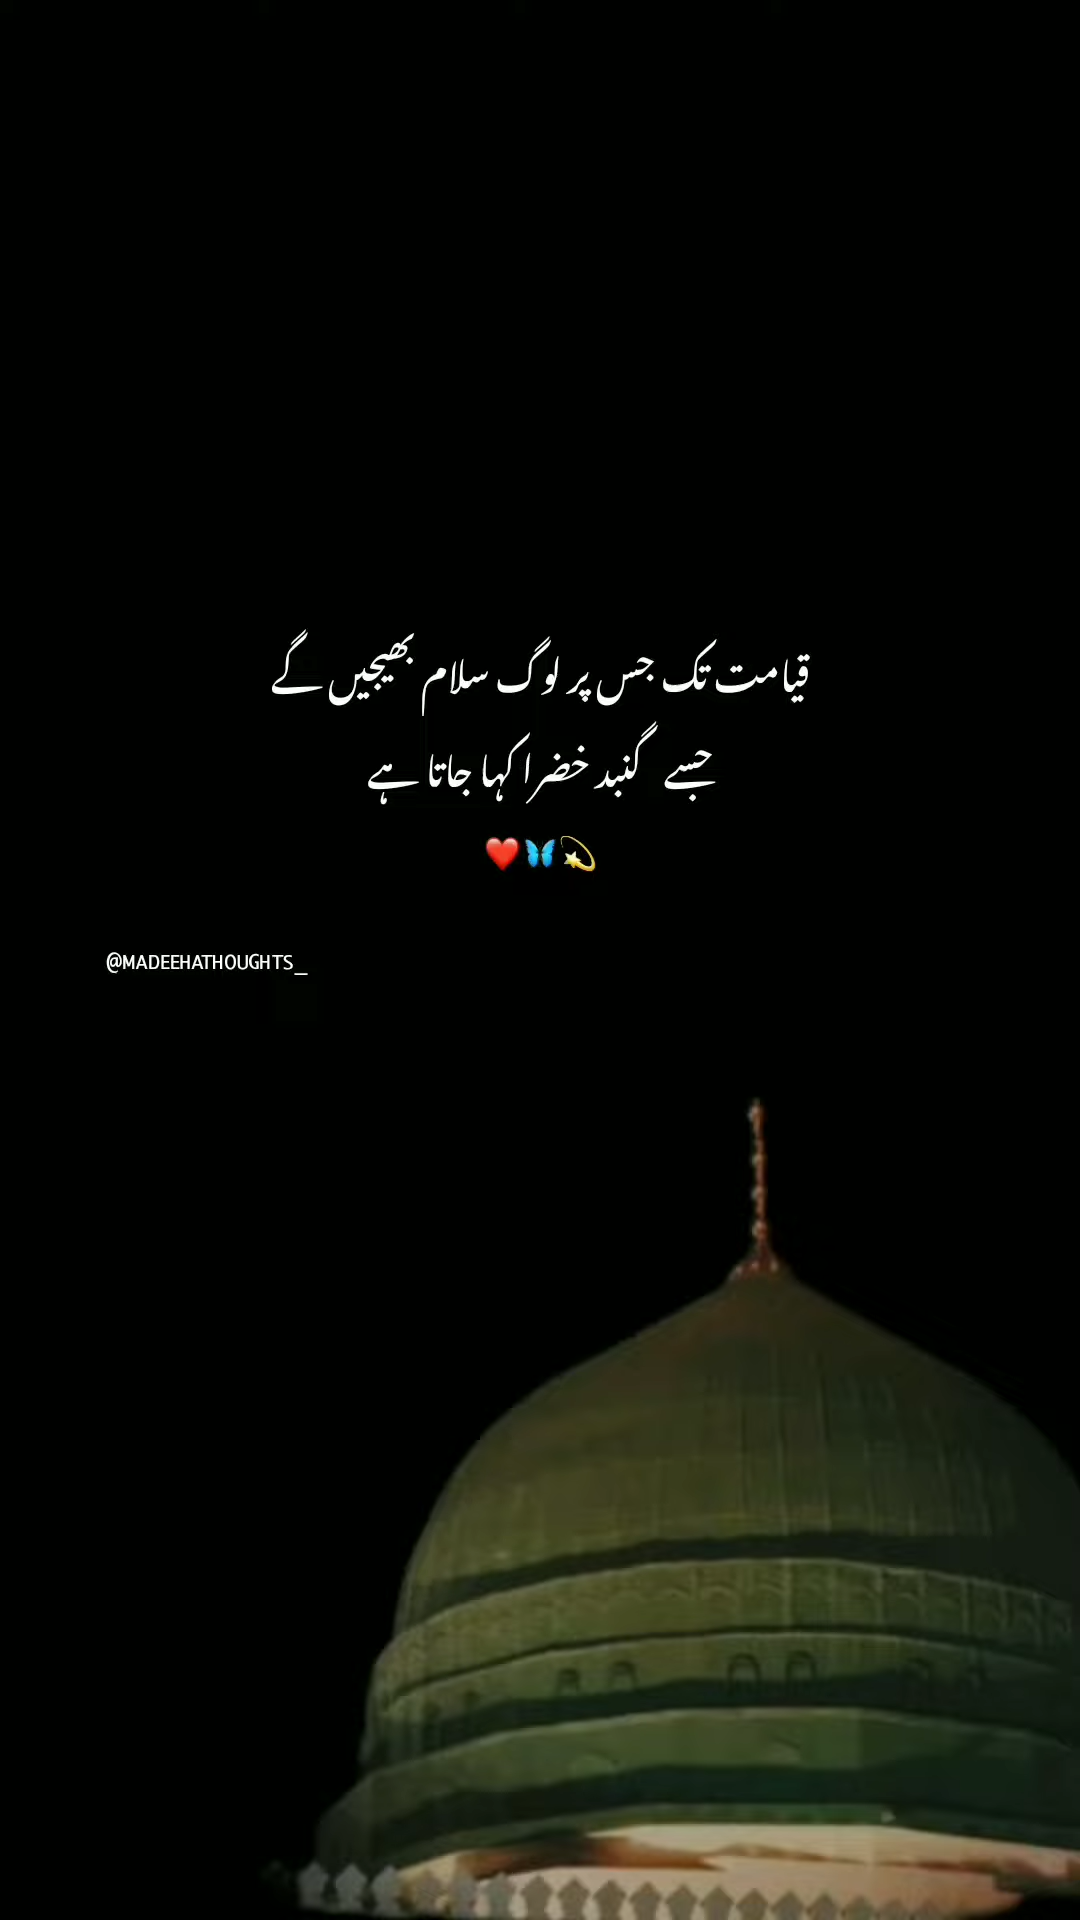 قیامت تک جس پر لوگ سلام بھیجیں گے
جسے گنبد خضرا کہا جاتا ہے
❤️🦋💫
@MADEEHATHOUGHTS_